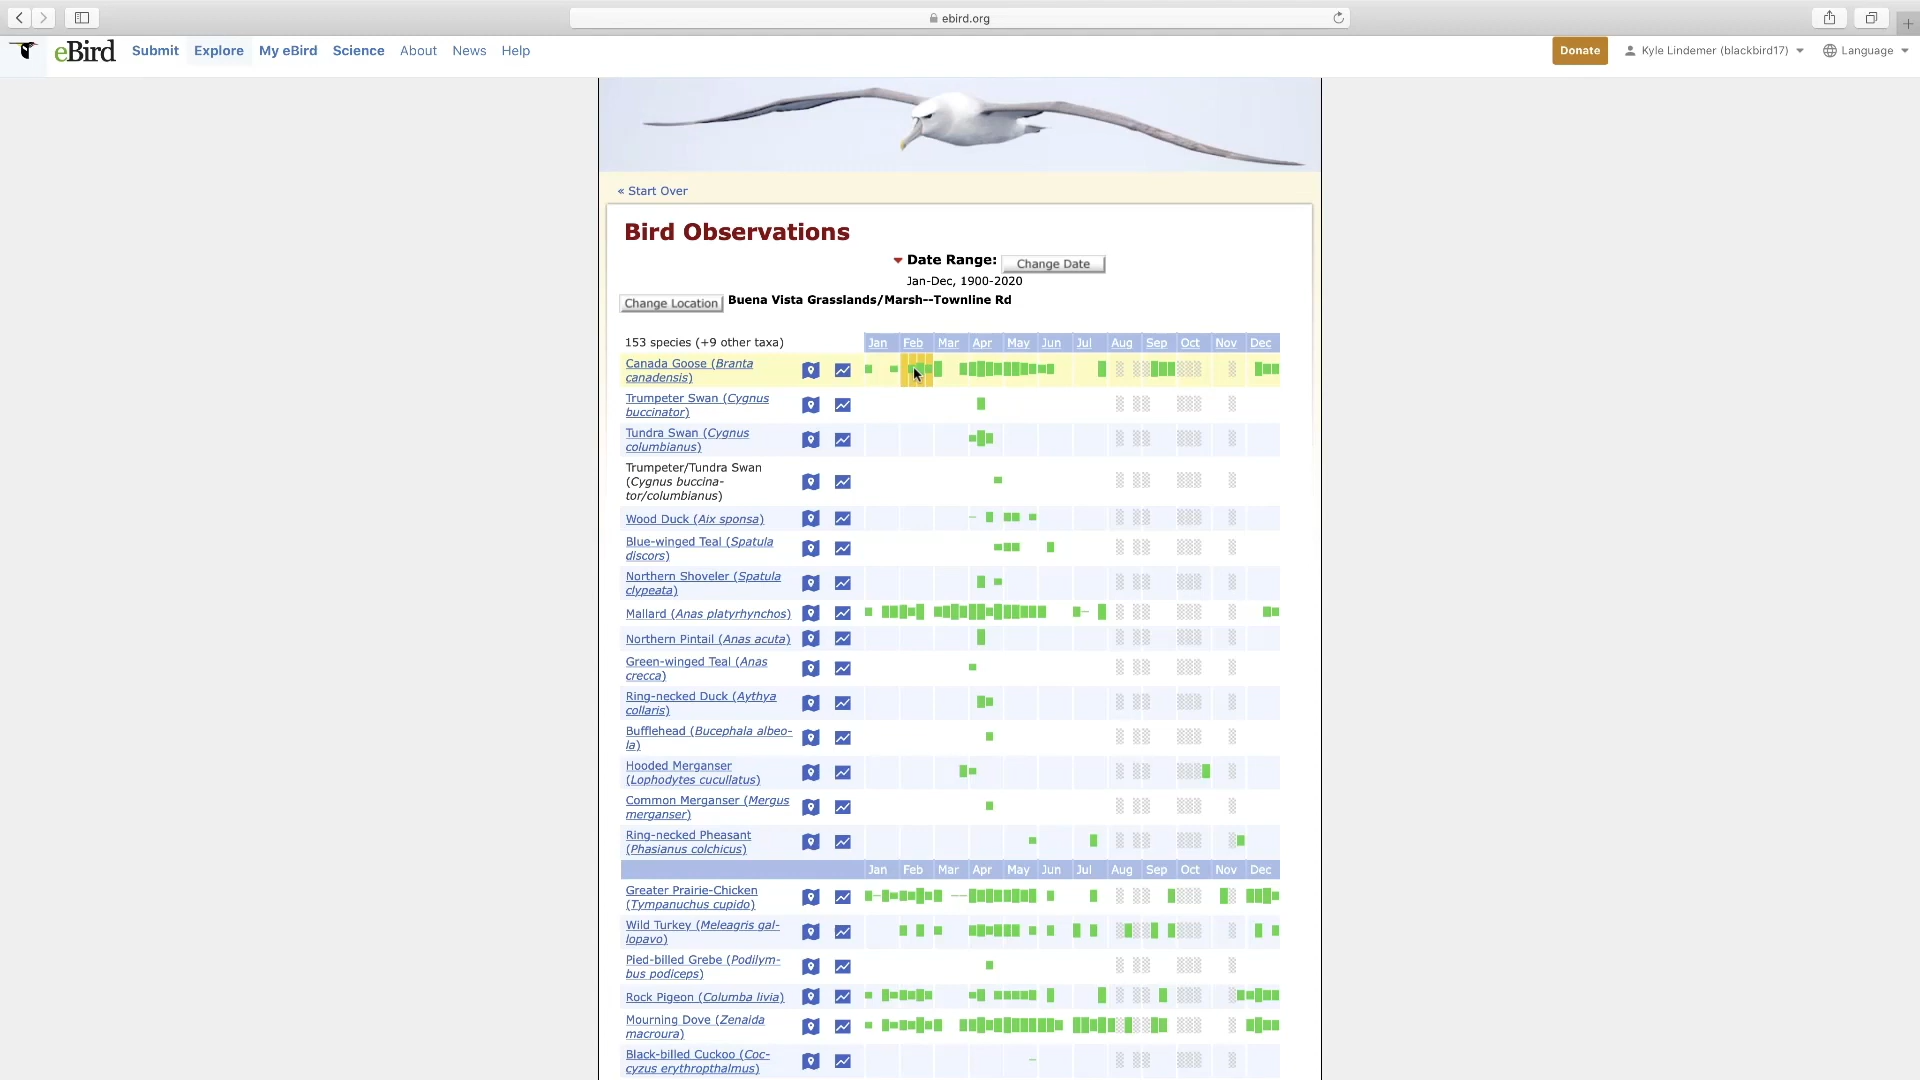 ebird.org
eBird Submit Explore My eBird Science About News Help Donate Kyle Lindemer (blackbird17) Language
« Start Over
Bird Observations
Date Range: Change Date
Jan-Dec, 1900-2020
Change Location Buena Vista Grasslands/Marsh--Townline Rd
153 species (+9 other taxa) Jan Feb Mar Apr May Jun Jul Aug Sep Oct Nov Dec
Canada Goose (Branta
canadensis)
Trumpeter Swan (Cygnus
buccinator)
Tundra Swan (Cygnus
columbianus)
Trumpeter/Tundra Swan
(Cygnus buccina-
tor/columbianus)
Wood Duck (Aix sponsa)
Blue-winged Teal (Spatula
discors)
Northern Shoveler (Spatula
clypeata)
Mallard (Anas platyrhynchos)
Northern Pintail (Anas acuta)
Green-winged Teal (Anas
crecca)
Ring-necked Duck (Aythya
collaris)
Bufflehead (Bucephala albeo-
la)
Hooded Merganser
(Lophodytes cucullatus)
Common Merganser (Mergus
merganser)
Ring-necked Pheasant
(Phasianus colchicus)
Jan Feb Mar Apr May Jun Jul Aug Sep Oct Nov Dec
Greater Prairie-Chicken
(Tympanuchus cupido)
Wild Turkey (Meleagris gal-
lopavo)
Pied-billed Grebe (Podilym-
bus podiceps)
Rock Pigeon (Columba livia)
Mourning Dove (Zenaida
macroura)
Black-billed Cuckoo (Coc-
cyzus erythropthalmus)